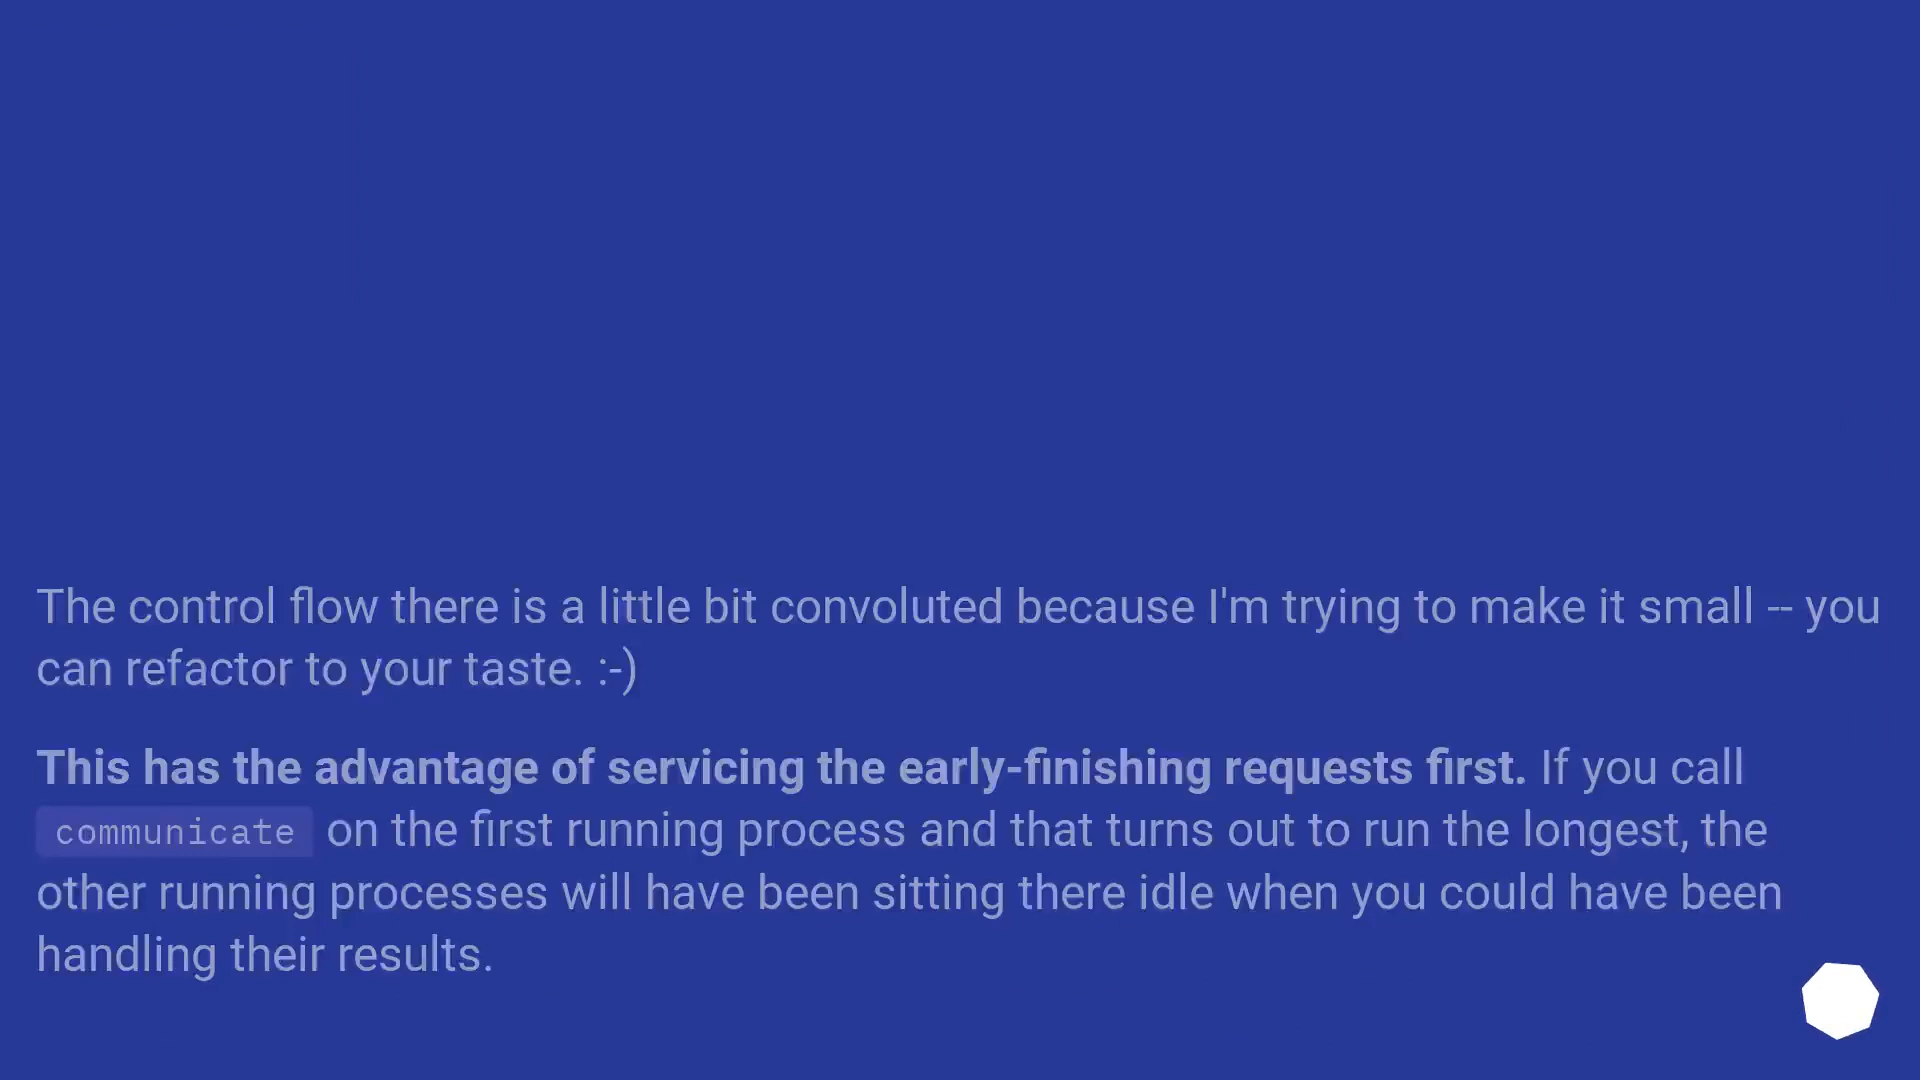 The control flow there is a little bit convoluted because I'm trying to make it small -- you
can refactor to your taste. :-)
This has the advantage of servicing the early-finishing requests first. If you call
communicate on the first running process and that turns out to run the longest, the
other running processes will have been sitting there idle when you could have been
handling their results.